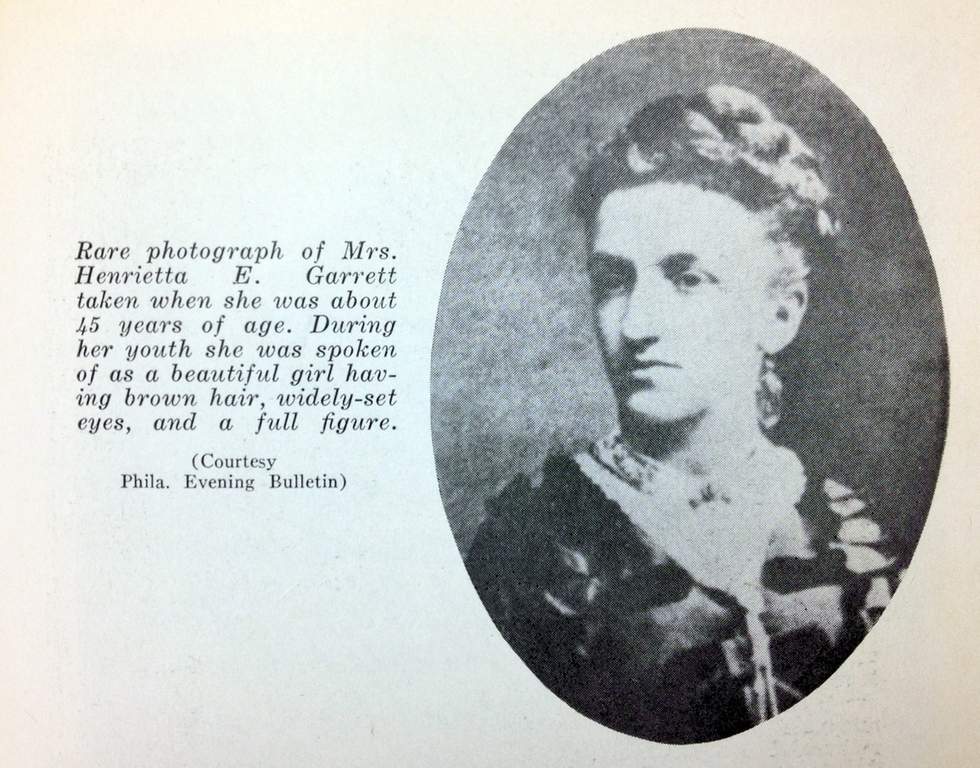 Rare photograph of Mrs.
Henrietta E. Garrett
taken when she was about
45 years of age. During
her youth she was spoken
of as a beautiful girl hav-
ing brown hair, widely-set
eyes, and a full figure.
(Courtesy
Phila. Evening Bulletin)